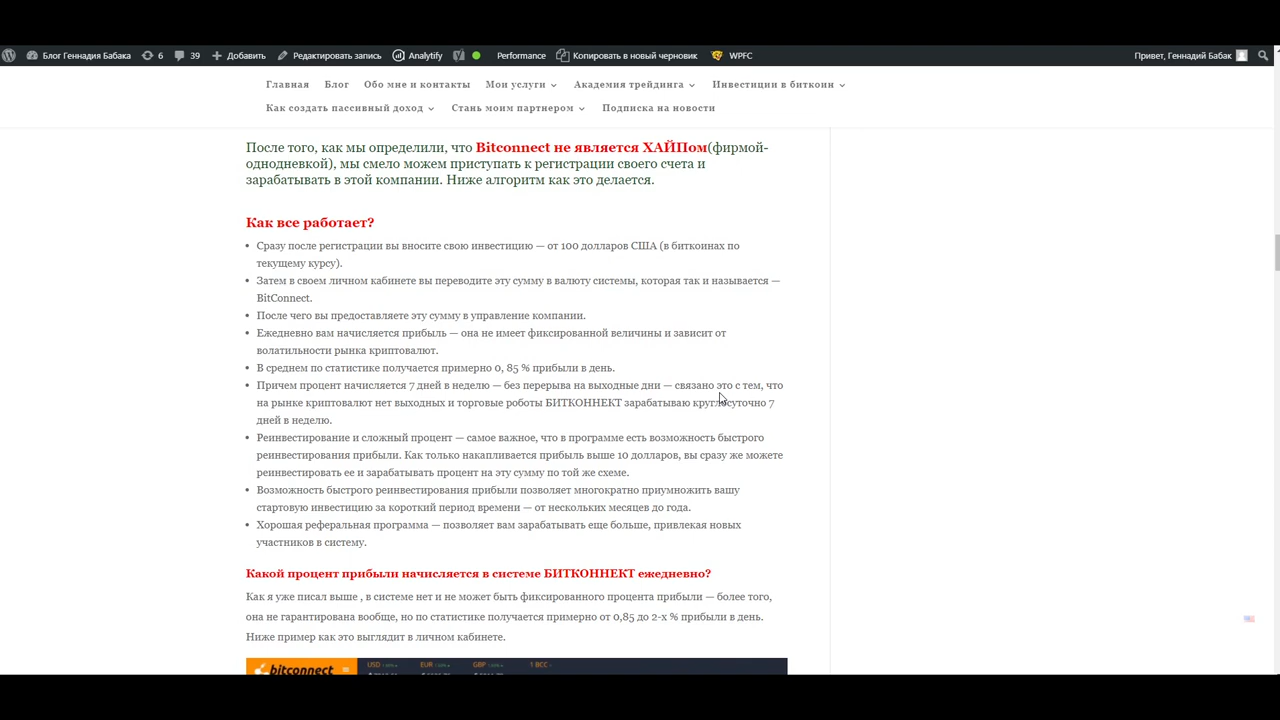 Блог Геннадия Бабака 6 39 Добавить Редактировать запись Analytify Performance Копировать в новый черновик WPFC Привет, Геннадий Бабак
Главная Блог Обо мне и контакты Мои услуги Академия трейдинга Инвестиции в биткоин
Как создать пассивный доход Стань моим партнером Подписка на новости
После того, как мы определили, что Bitconnect не является ХАЙПом(фирмой-
однодневкой), мы смело можем приступать к регистрации своего счета и
зарабатывать в этой компании. Ниже алгоритм как это делается.
Как все работает?
Сразу после регистрации вы вносите свою инвестицию — от 100 долларов США (в биткоинах по
текущему курсу).
Затем в своем личном кабинете вы переводите эту сумму в валюту системы, которая так и называется —
BitConnect.
После чего вы предоставляете эту сумму в управление компании.
Ежедневно вам начисляется прибыль — она не имеет фиксированной величины и зависит от
волатильности рынка криптовалют.
В среднем по статистике получается примерно 0, 85 % прибыли в день.
Причем процент начисляется 7 дней в неделю — без перерыва на выходные дни — связано это с тем, что
на рынке криптовалют нет выходных и торговые роботы БИТКОННЕКТ зарабатываю круглосуточно 7
дней в неделю.
Реинвестирование и сложный процент — самое важное, что в программе есть возможность быстрого
реинвестирования прибыли. Как только накапливается прибыль выше 10 долларов, вы сразу же можете
реинвестировать ее и зарабатывать процент на эту сумму по той же схеме.
Возможность быстрого реинвестирования прибыли позволяет многократно приумножить вашу
стартовую инвестицию за короткий период времени — от нескольких месяцев до года.
Хорошая реферальная программа — позволяет вам зарабатывать еще больше, привлекая новых
участников в систему.
Какой процент прибыли начисляется в системе БИТКОННЕКТ ежедневно?
Как я уже писал выше , в системе нет и не может быть фиксированного процента прибыли — более того,
она не гарантирована вообще, но по статистике получается примерно от 0,85 до 2-х % прибыли в день.
Ниже пример как это выглядит в личном кабинете.
bitconnect USD EUR GBP 1 BCC